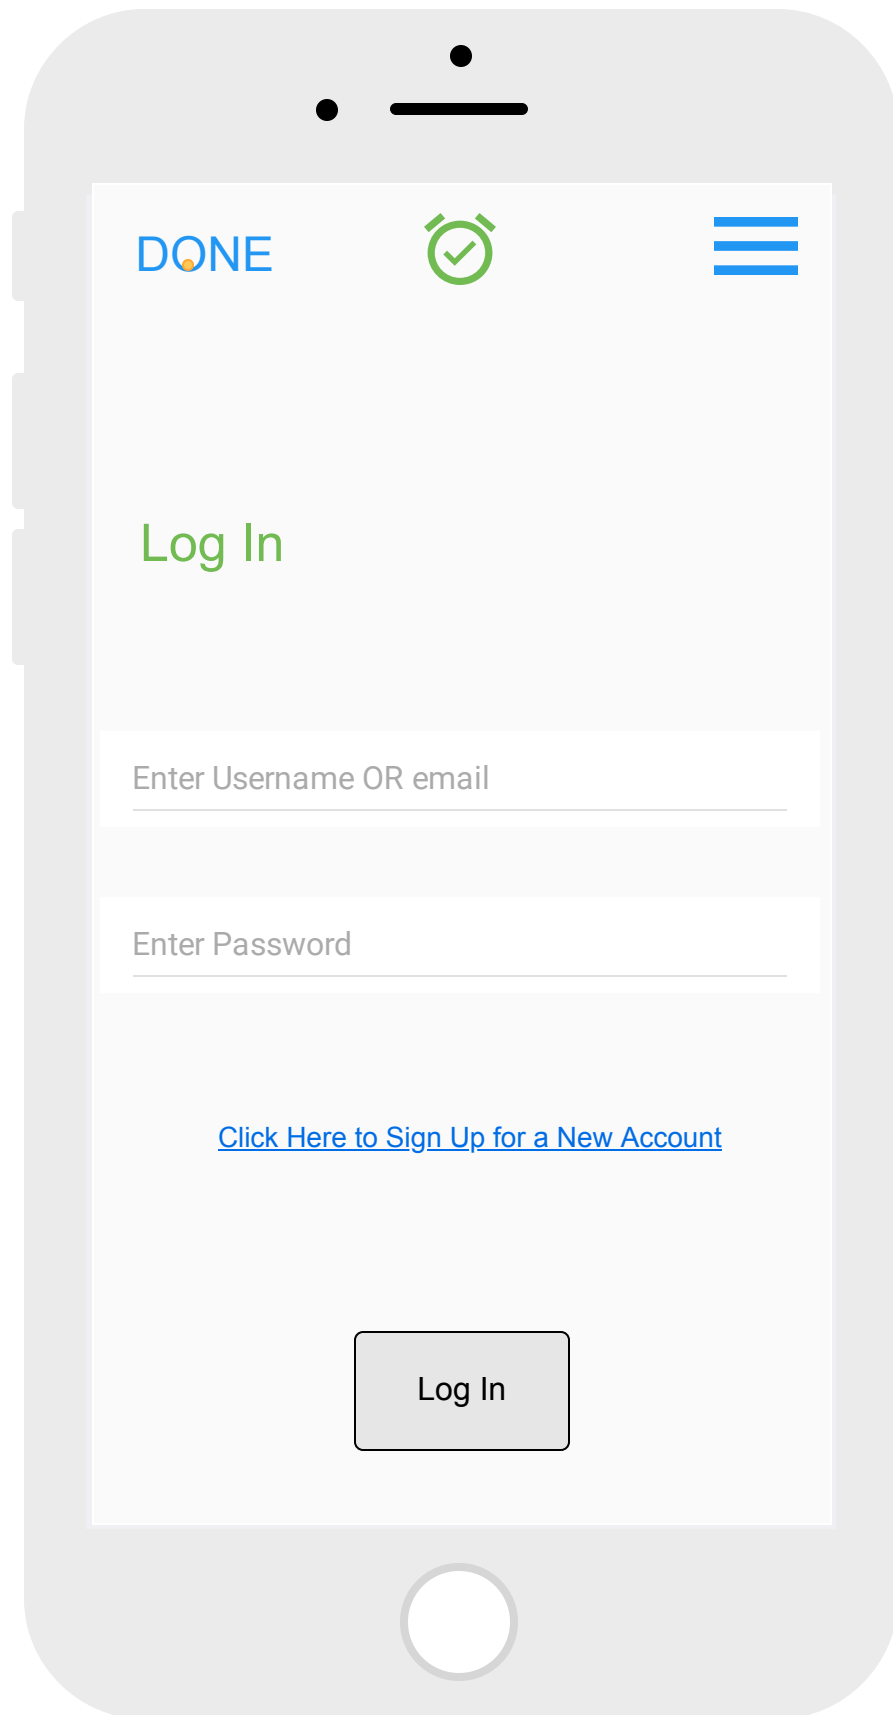 DONE
Log In
Enter Username OR email
Enter Password
Click Here to Sign Up for a New Account
Log In